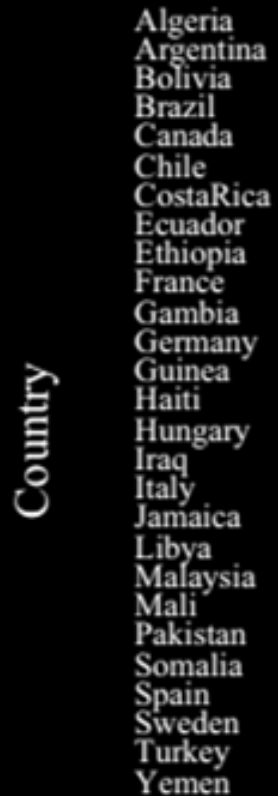 Country
Algeria
Argentina
Bolivia
Brazil
Canada
Chile
CostaRica
Ecuador
Ethiopia
France
Gambia
Germany
Guinea
Haiti
Hungary
Iraq
Italy
Jamaica
Libya
Malaysia
Mali
Pakistan
Somalia
Spain
Sweden
Turkey
Yemen